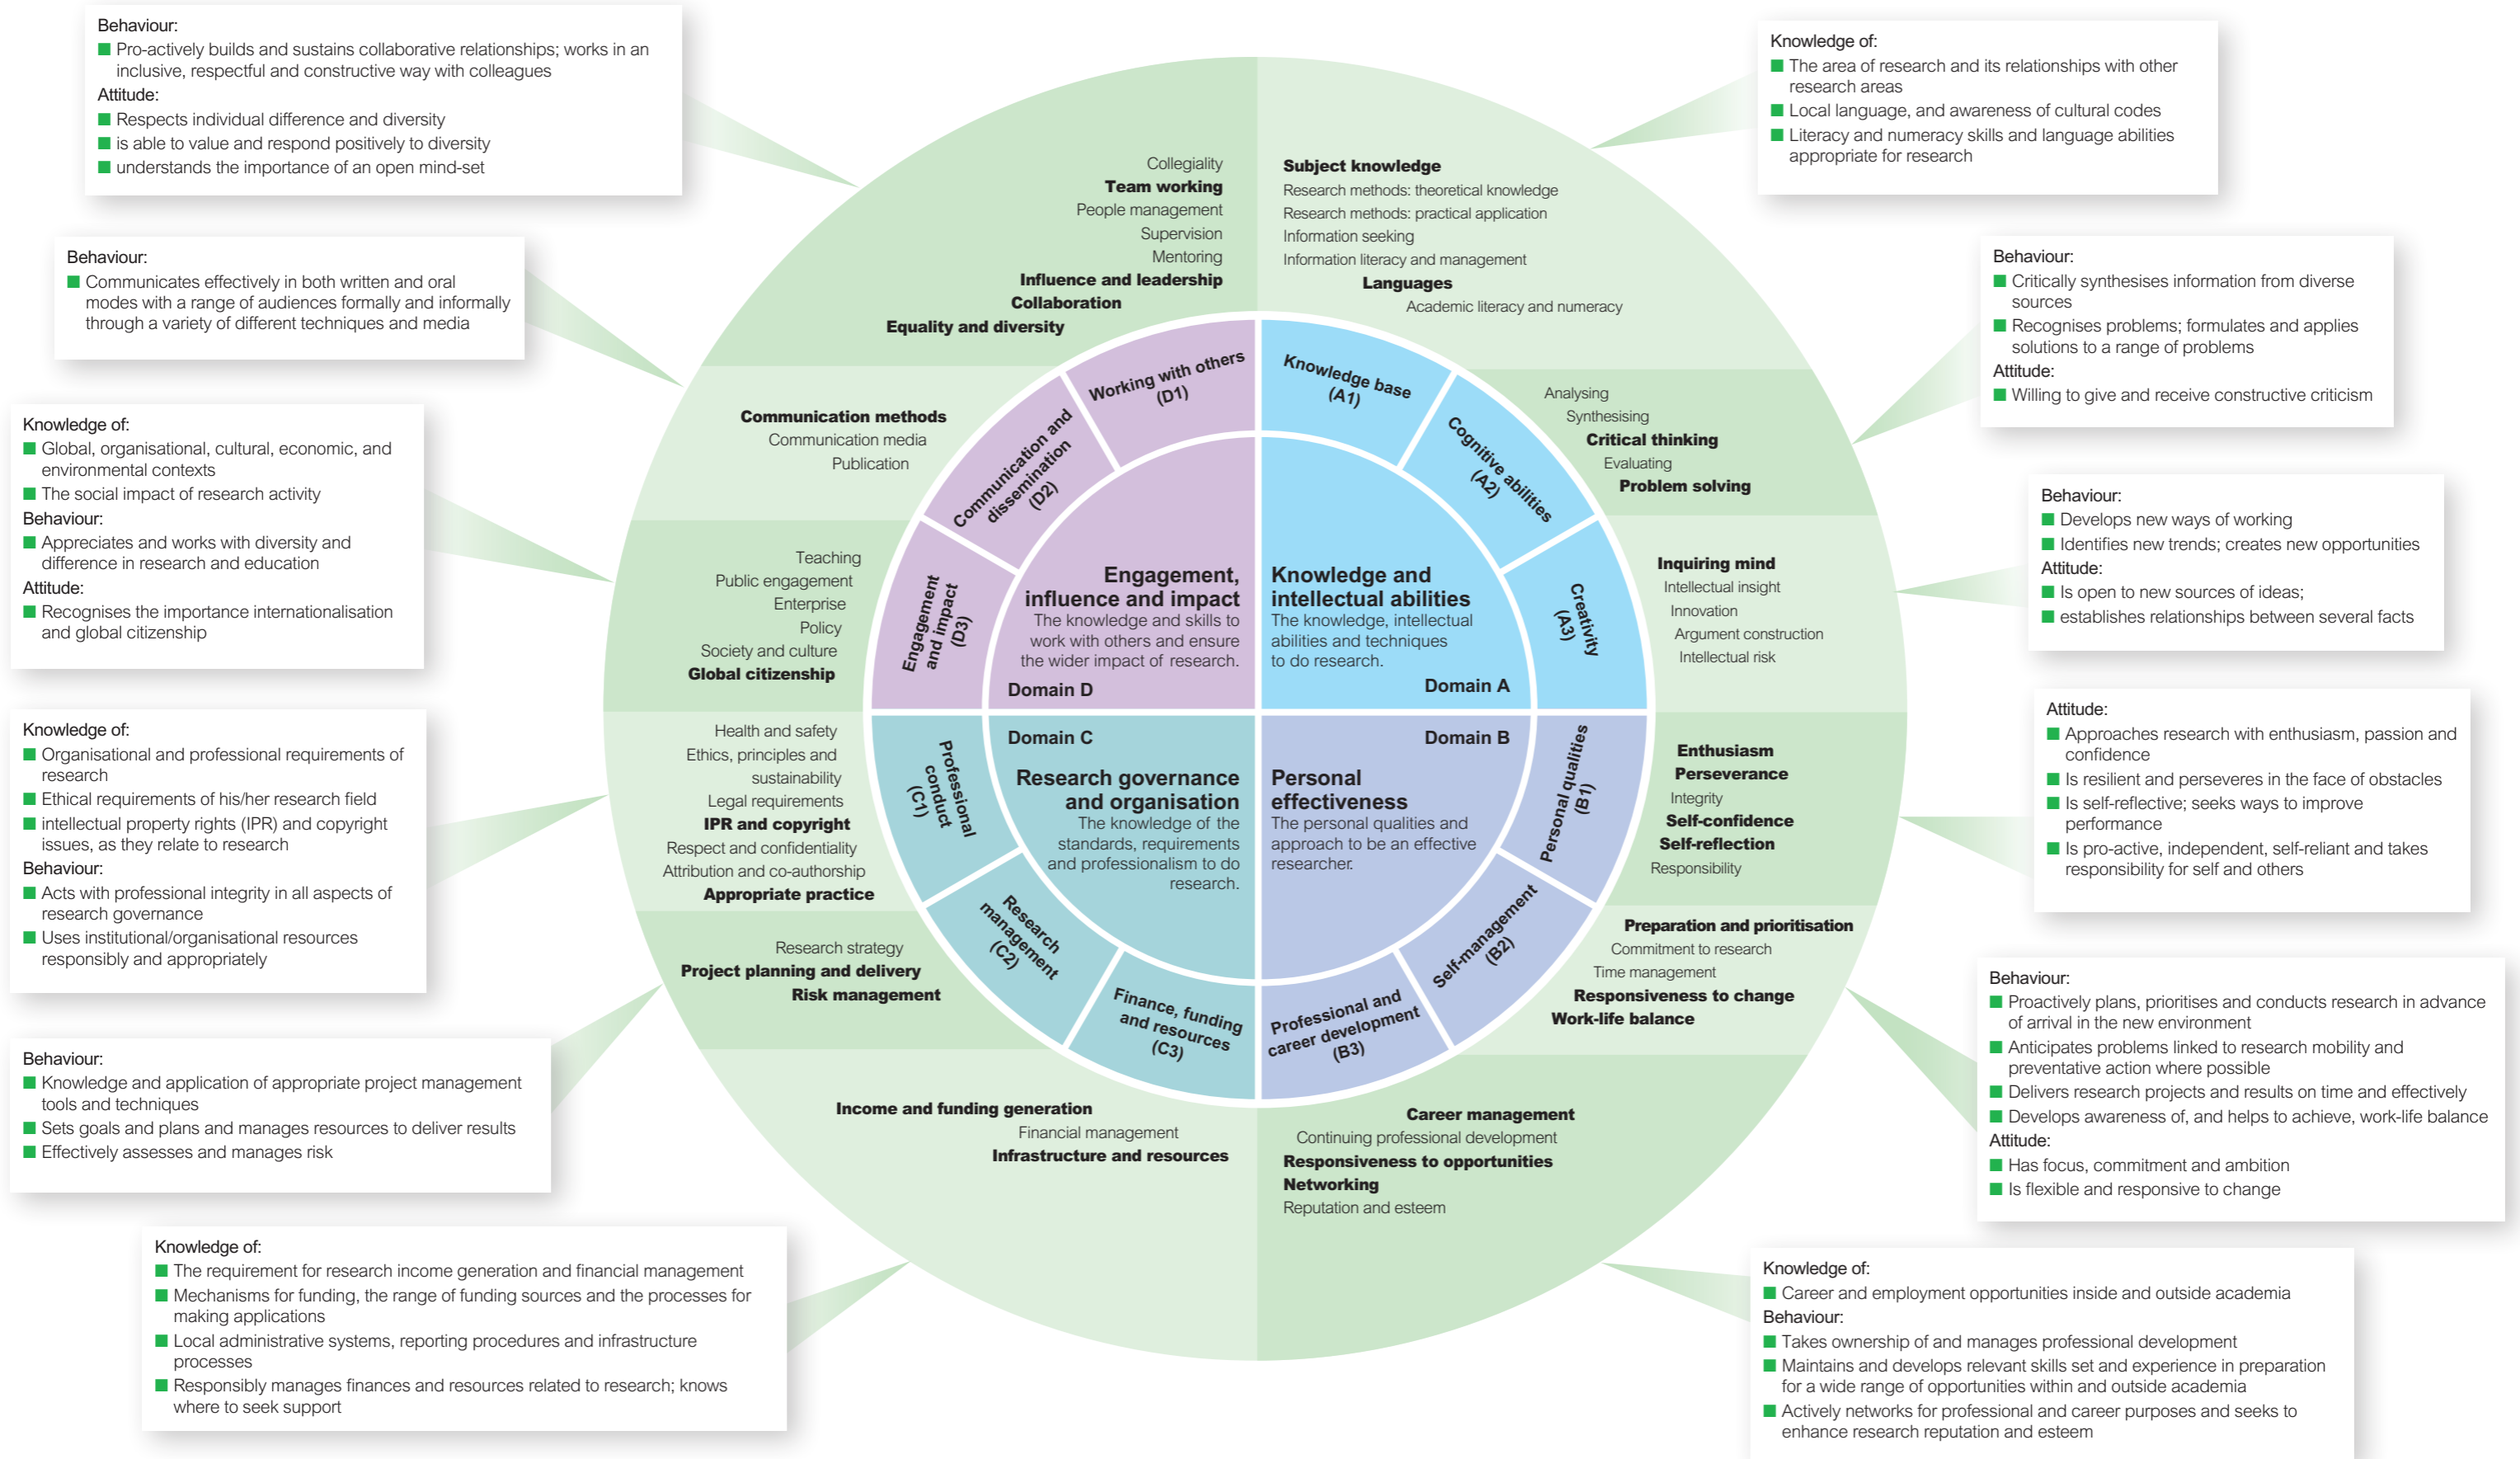 Behaviour:
Pro-actively builds and sustains collaborative relationships; works in an
inclusive, respectful and constructive way with colleagues
Attitude:
Respects individual difference and diversity
is able to value and respond positively to diversity
understands the importance of an open mind-set
Behaviour:
Communicates effectively in both written and oral
modes with a range of audiences formally and informally
through a variety of different techniques and media
Knowledge of:
Global, organisational, cultural, economic, and
environmental contexts
The social impact of research activity
Behaviour:
Appreciates and works with diversity and
difference in research and education
Attitude:
Recognises the importance internationalisation
and global citizenship
Knowledge of:
Organisational and professional requirements of
research
Ethical requirements of his/her research field
intellectual property rights (IPR) and copyright
issues, as they relate to research
Behaviour:
Acts with professional integrity in all aspects of
research governance
Uses institutional/organisational resources
responsibly and appropriately
Behaviour:
Knowledge and application of appropriate project management
tools and techniques
Sets goals and plans and manages resources to deliver results
Effectively assesses and manages risk
Knowledge of:
The requirement for research income generation and financial management
Mechanisms for funding, the range of funding sources and the processes for
making applications
Local administrative systems, reporting procedures and infrastructure
processes
Responsibly manages finances and resources related to research; knows
where to seek support
Collegiality
Team working
People management
Supervision
Mentoring
Influence and leadership
Collaboration
Equality and diversity
Communication methods
Communication media
Publication
Teaching
Public engagement
Enterprise
Policy
Society and culture
Global citizenship
Health and safety
Ethics, principles and
sustainability
Legal requirements
IPR and copyright
Respect and confidentiality
Attribution and co-authorship
Appropriate practice
Research strategy
Project planning and delivery
Risk management
Income and funding generation
Financial management
Infrastructure and resources
Working with others
(D1)
Communication and
dissemination
(D2)
Engagement
and impact
(D3)
Engagement,
influence and impact
The knowledge and skills to
work with others and ensure
the wider impact of research.
Domain D
Professional
conduct
(C1)
Research
management
(C2)
Finance, funding
and resources
(C3)
Domain C
Research governance
and organisation
The knowledge of the
standards, requirements
and professionalism to do
research.
Knowledge base
(A1)
Cognitive abilities
(A2)
Creativity
(A3)
Knowledge and
intellectual abilities
The knowledge, intellectual
abilities and techniques
to do research.
Domain A
Domain B
Personal
effectiveness
The personal qualities and
approach to be an effective
researcher.
Personal qualities
(B1)
Self-management
(B2)
Professional and
career development
(B3)
Subject knowledge
Research methods: theoretical knowledge
Research methods: practical application
Information seeking
Information literacy and management
Languages
Academic literacy and numeracy
Analysing
Synthesising
Critical thinking
Evaluating
Problem solving
Inquiring mind
Intellectual insight
Innovation
Argument construction
Intellectual risk
Enthusiasm
Perseverance
Integrity
Self-confidence
Self-reflection
Responsibility
Preparation and prioritisation
Commitment to research
Time management
Responsiveness to change
Work-life balance
Career management
Continuing professional development
Responsiveness to opportunities
Networking
Reputation and esteem
Knowledge of:
The area of research and its relationships with other
research areas
Local language, and awareness of cultural codes
Literacy and numeracy skills and language abilities
appropriate for research
Behaviour:
Critically synthesises information from diverse
sources
Recognises problems; formulates and applies
solutions to a range of problems
Attitude:
Willing to give and receive constructive criticism
Behaviour:
Develops new ways of working
Identifies new trends; creates new opportunities
Attitude:
Is open to new sources of ideas;
establishes relationships between several facts
Attitude:
Approaches research with enthusiasm, passion and
confidence
Is resilient and perseveres in the face of obstacles
Is self-reflective; seeks ways to improve
performance
Is pro-active, independent, self-reliant and takes
responsibility for self and others
Behaviour:
Proactively plans, prioritises and conducts research in advance
of arrival in the new environment
Anticipates problems linked to research mobility and
preventative action where possible
Delivers research projects and results on time and effectively
Develops awareness of, and helps to achieve, work-life balance
Attitude:
Has focus, commitment and ambition
Is flexible and responsive to change
Knowledge of:
Career and employment opportunities inside and outside academia
Behaviour:
Takes ownership of and manages professional development
Maintains and develops relevant skills set and experience in preparation
for a wide range of opportunities within and outside academia
Actively networks for professional and career purposes and seeks to
enhance research reputation and esteem